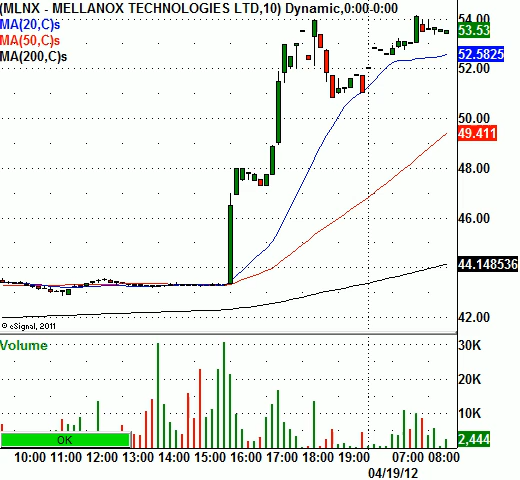 (MLNX - MELLANOX TECHNOLOGIES LTD,10) Dynamic,0:00-0:00
MA(20,C)s
MA(50,C)s
MA(200,C)s
54.00
53.53
52.5825
52.00
50.00
49.411
48.00
46.00
44.148536
42.00
© eSignal, 2011
Volume
30K
20K
10K
2,444
OK
10:00 11:00 12:00 13:00 14:00 15:00 16:00 17:00 18:00 19:00 07:00 08:00
04/19/12